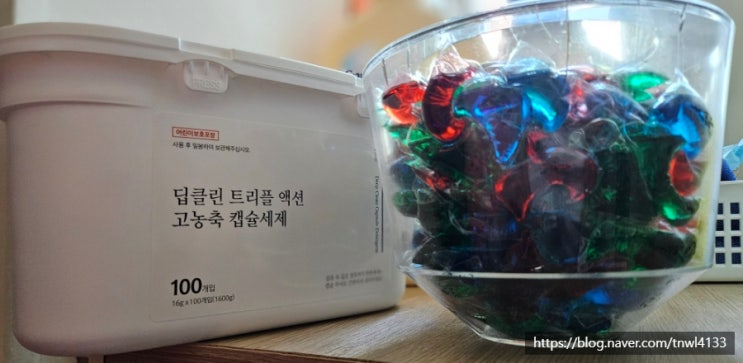 PRESS
어린이보호포장
사용 후 밀봉하여 보관해주십시오.
딥클린 트리플 액션
고농축 캡슐세제
100개입
16g x 100개입(1600g)
https://blog.naver.com/tnwl4133